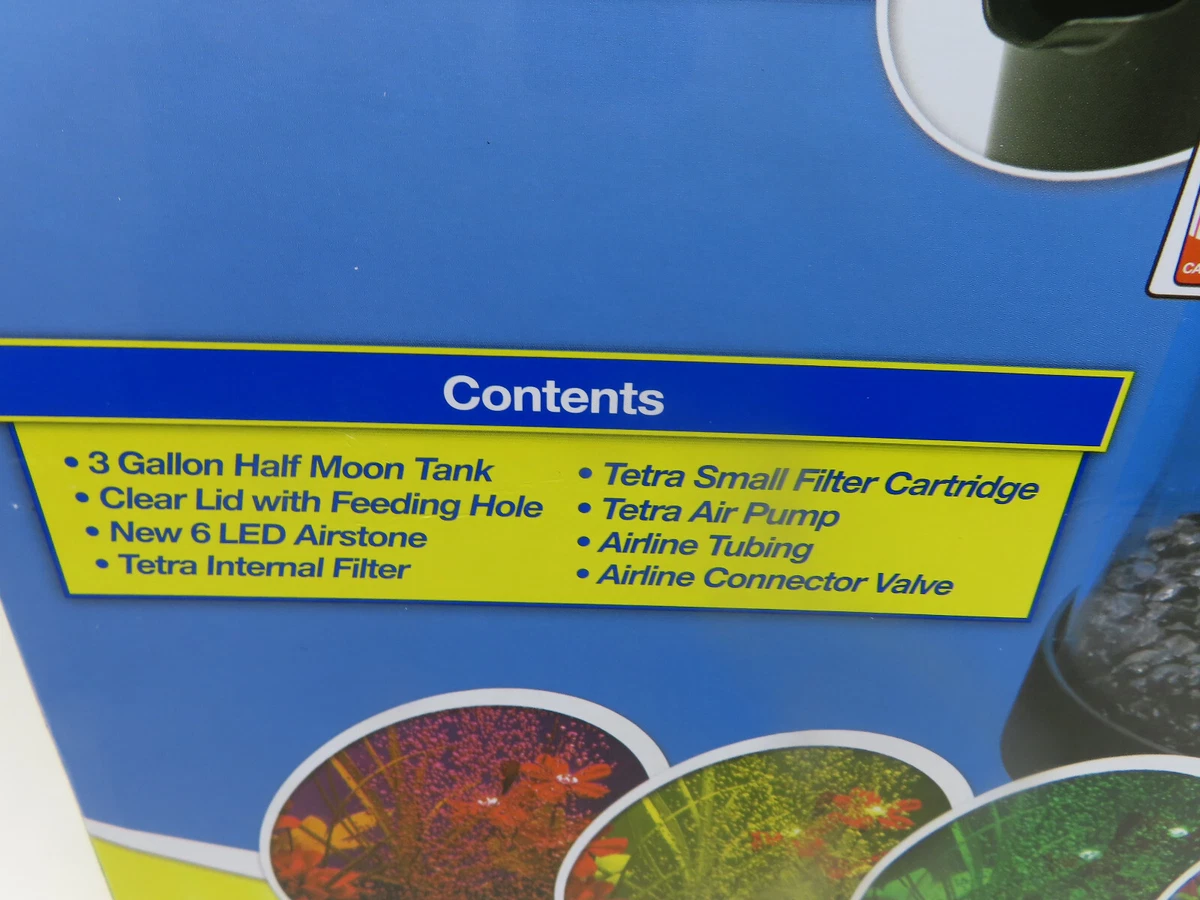 Contents
• 3 Gallon Half Moon Tank
• Clear Lid with Feeding Hole
• New 6 LED Airstone
• Tetra Internal Filter
• Tetra Small Filter Cartridge
• Tetra Air Pump
• Airline Tubing
• Airline Connector Valve